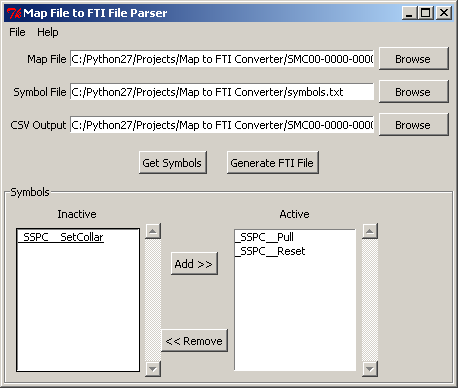 Map File to FTI File Parser
File Help
Map File C:/Python27/Projects/Map to FTI Converter/SMC00-0000-0000 Browse
Symbol File C:/Python27/Projects/Map to FTI Converter/symbols.txt Browse
CSV Output C:/Python27/Projects/Map to FTI Converter/SMC00-0000-0000 Browse
Get Symbols Generate FTI File
Symbols
Inactive Active
_SSPC__SetCollar _SSPC__Pull
_SSPC__Reset
Add >>
<< Remove